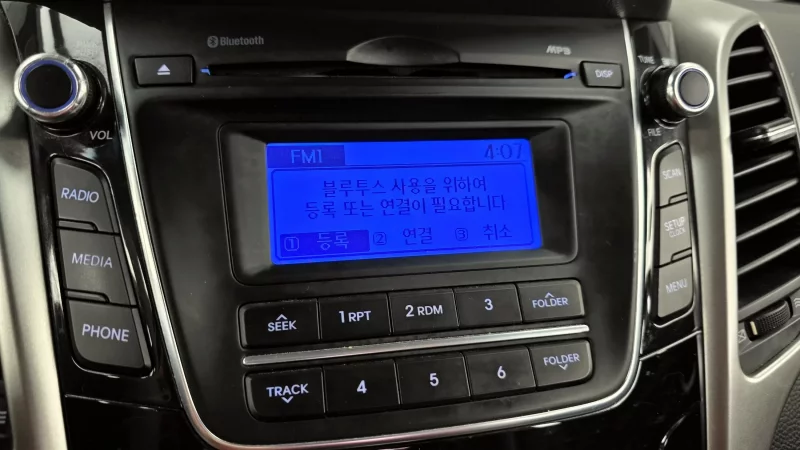 Bluetooth
MP3
DISP
TUNE
FILE
VOL
FM1 4:07
블루투스 사용을 위하여
등록 또는 연결이 필요합니다
1 등록 2 연결 3 취소
RADIO
MEDIA
PHONE
SCAN
SETUP
CLOCK
MENU
SEEK
1 RPT
2 RDM
3
FOLDER
TRACK
4
5
6
FOLDER